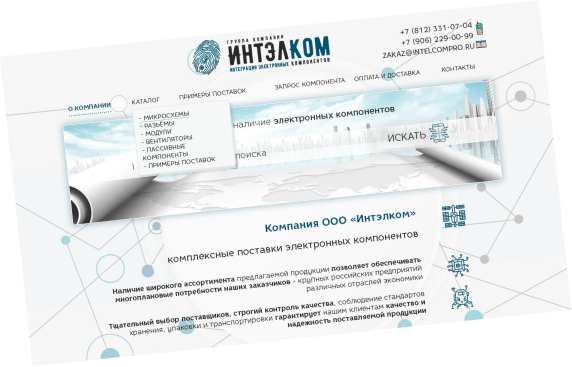 ГРУППА КОМПАНИЙ
ИНТЭЛКОМ
ИНТЕГРАЦИЯ ЭЛЕКТРОННЫХ КОМПОНЕНТОВ
+7 (812) 331-07-04
+7 (906) 229-00-99
ZAKAZ@INTELCOMPRO.RU
О КОМПАНИИ
КАТАЛОГ
ПРИМЕРЫ ПОСТАВОК
ЗАПРОС КОМПОНЕНТА
ОПЛАТА И ДОСТАВКА
КОНТАКТЫ
- МИКРОСХЕМЫ
- РАЗЪЁМЫ
- МОДУЛИ
- ВЕНТИЛЯТОРЫ
- ПАССИВНЫЕ
КОМПОНЕНТЫ
- ПРИМЕРЫ ПОСТАВОК
наличие электронных компонентов
поиска
ИСКАТЬ
Компания ООО «Интэлком»
комплексные поставки электронных компонентов
Наличие широкого ассортимента предлагаемой продукции позволяет обеспечивать
многоплановые потребности наших заказчиков - крупных российских предприятий
различных отраслей экономики
Тщательный выбор поставщиков, строгий контроль качества, соблюдение стандартов
хранения, упаковки и транспортировки гарантирует нашим клиентам качество и
надежность поставляемой продукции